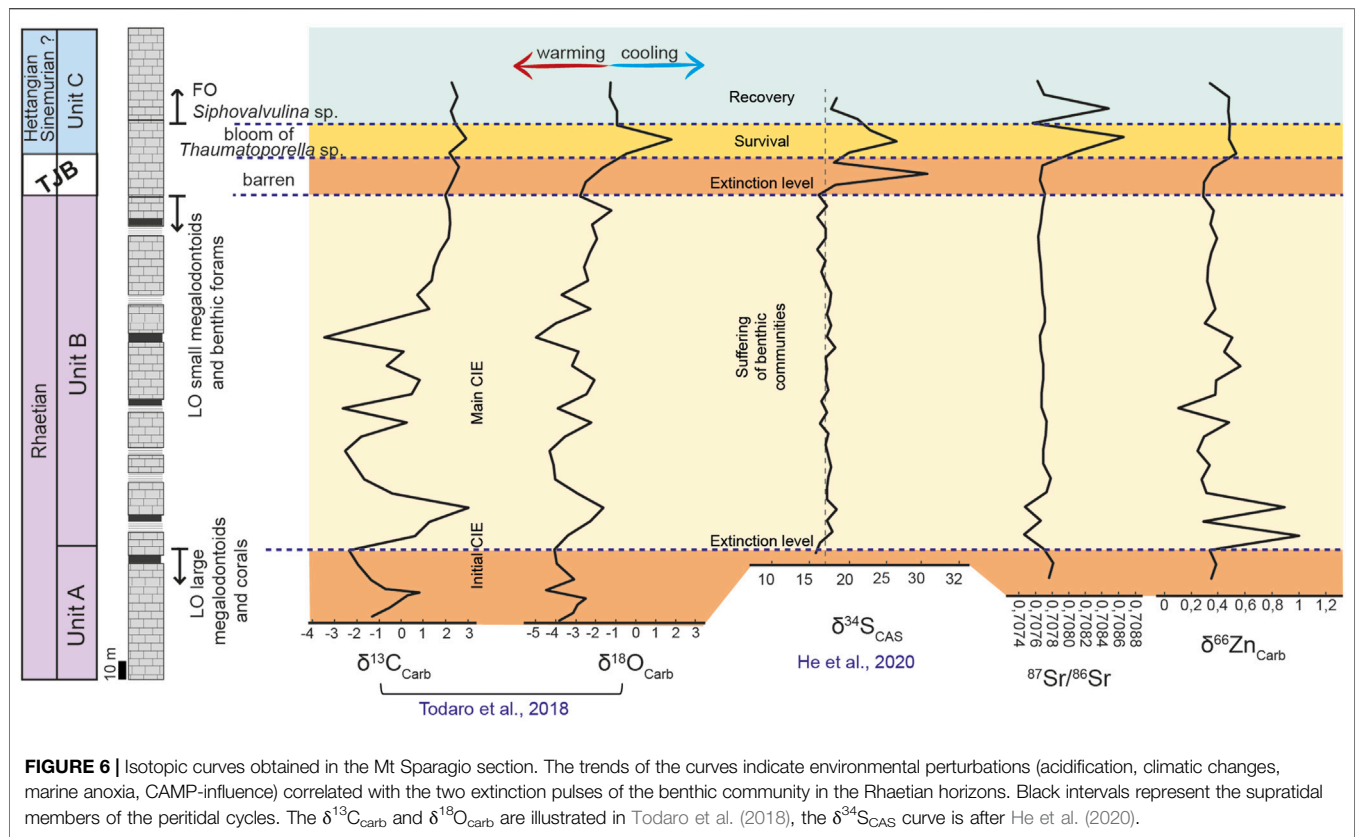 Hettangian
Sinemurian ?
Unit C
TJB
Rhaetian
Unit B
Unit A
10 m
FO
Siphovalvulina sp.
bloom of
Thaumatoporella sp.
barren
LO small megalodontoids
and benthic forams
LO large
megalodontoids
and corals
warming
cooling
Recovery
Survival
Extinction level
Main CIE
Suffering
of benthic
communities
Initial CIE
Extinction level
-4 -3 -2 -1 0 1 2 3
-5 -4 -3 -2 -1 0 1 2 3
10 15 20 25 30 32
0,7074 0,7076 0,7078 0,7080 0,7082 0,7084 0,7086 0,7088
0 0,2 0,4 0,6 0,8 1 1,2
δ13CCarb
δ18OCarb
δ34SCAS
87Sr/86Sr
δ66ZnCarb
He et al., 2020
Todaro et al., 2018
FIGURE 6 | Isotopic curves obtained in the Mt Sparagio section. The trends of the curves indicate environmental perturbations (acidification, climatic changes,
marine anoxia, CAMP-influence) correlated with the two extinction pulses of the benthic community in the Rhaetian horizons. Black intervals represent the supratidal
members of the peritidal cycles. The δ13Ccarb and δ18Ocarb are illustrated in Todaro et al. (2018), the δ34SCAS curve is after He et al. (2020).